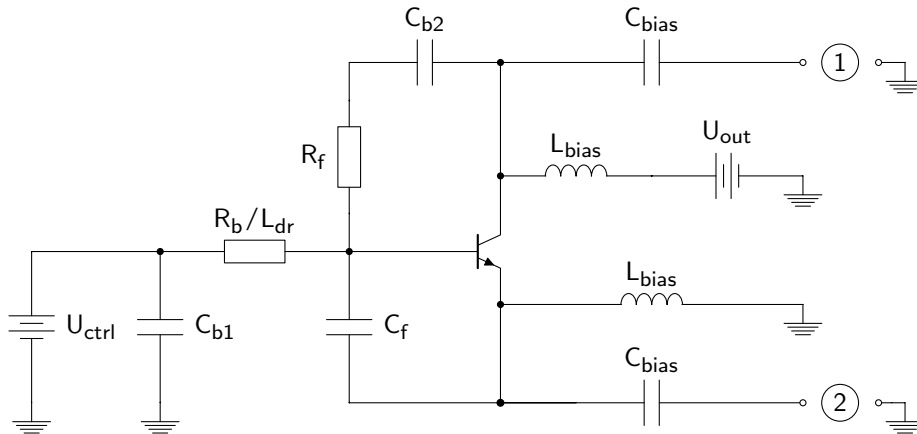 C_b2
C_bias
1
R_f
L_bias
U_out
R_b/L_dr
L_bias
U_ctrl
C_b1
C_f
C_bias
2